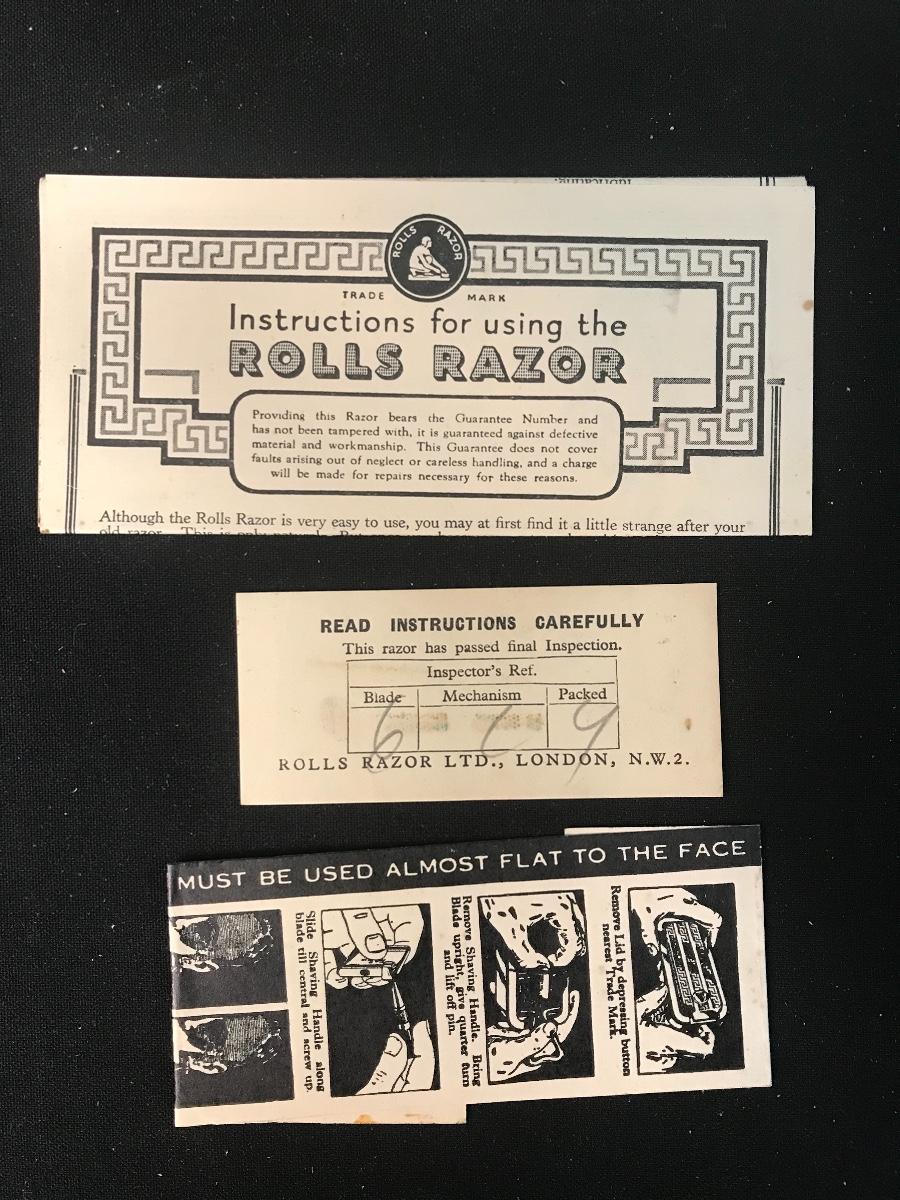 lubricating.
ROLLS RAZOR
TRADE MARK
Instructions for using the
ROLLS RAZOR
Providing this Razor bears the Guarantee Number and
has not been tampered with, it is guaranteed against defective
material and workmanship. This Guarantee does not cover
faults arising out of neglect or careless handling, and a charge
will be made for repairs necessary for these reasons.
Although the Rolls Razor is very easy to use, you may at first find it a little strange after your
old razor. This is only natural.
READ INSTRUCTIONS CAREFULLY
This razor has passed final Inspection.
Inspector's Ref.
Blade Mechanism Packed
6
ROLLS RAZOR LTD., LONDON, N.W.2.
MUST BE USED ALMOST FLAT TO THE FACE
Remove Lid by depressing button
nearest Trade Mark.
Remove Shaving Handle. Bring
Blade upright, give quarter turn
and lift off pin.
Slide Shaving Handle along
blade till central and screw up.